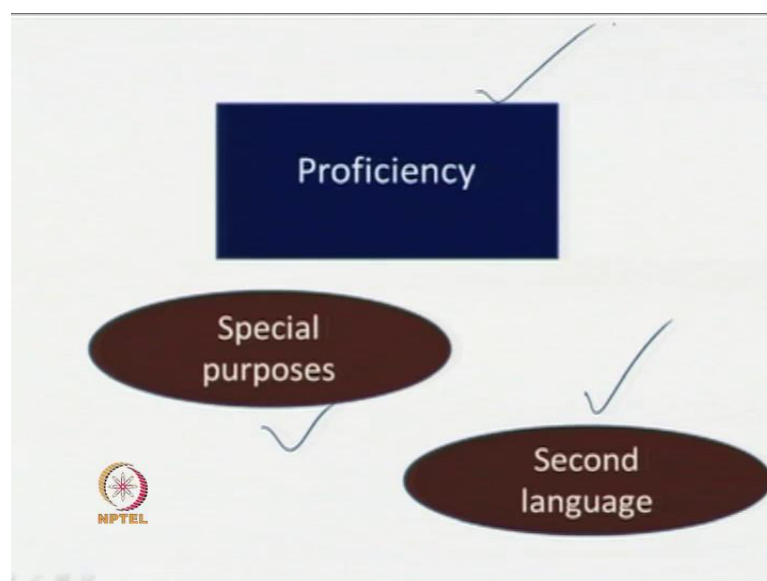 Proficiency
Special
purposes
Second
language
NPTEL